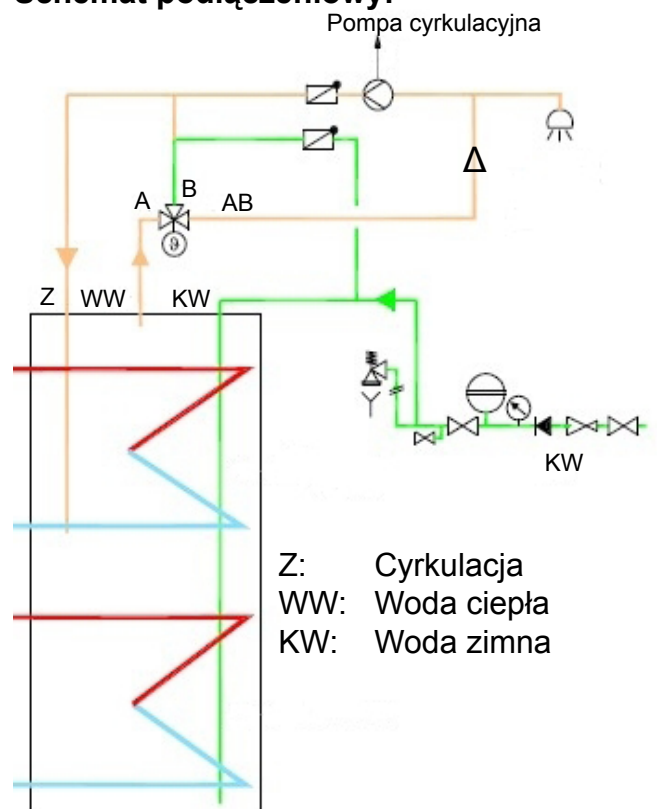 Schemat podłączeniowy:
Pompa cyrkulacyjna
Δ
B
A
AB
Z WW KW
KW
Z: Cyrkulacja
WW: Woda ciepła
KW: Woda zimna